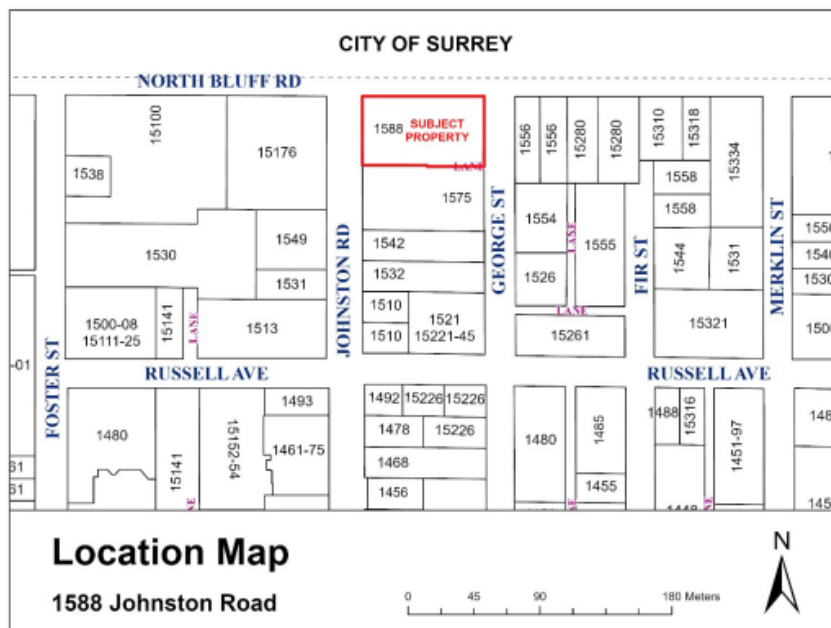 CITY OF SURREY
NORTH BLUFF RD
15100
15176
1538
1530
1549
1531
1500-08
15111-25
15141
LANE
1513
1588
SUBJECT
PROPERTY
LANE
1575
1542
1532
1510
1510
1521
15221-45
1556
1556
15280
15280
1554
1526
LANE
1555
LANE
15261
15310
15318
15334
1558
1558
1544
1531
15321
JOHNSTON RD
GEORGE ST
FIR ST
MERKLIN ST
FOSTER ST
RUSSELL AVE
RUSSELL AVE
-01
61
61
1480
15141
15152-54
1493
1461-75
1492
15226
15226
1478
15226
1468
1456
1480
1485
1455
1488
15316
1451-97
1448
Location Map
1588 Johnston Road
0 45 90 180 Meters
N